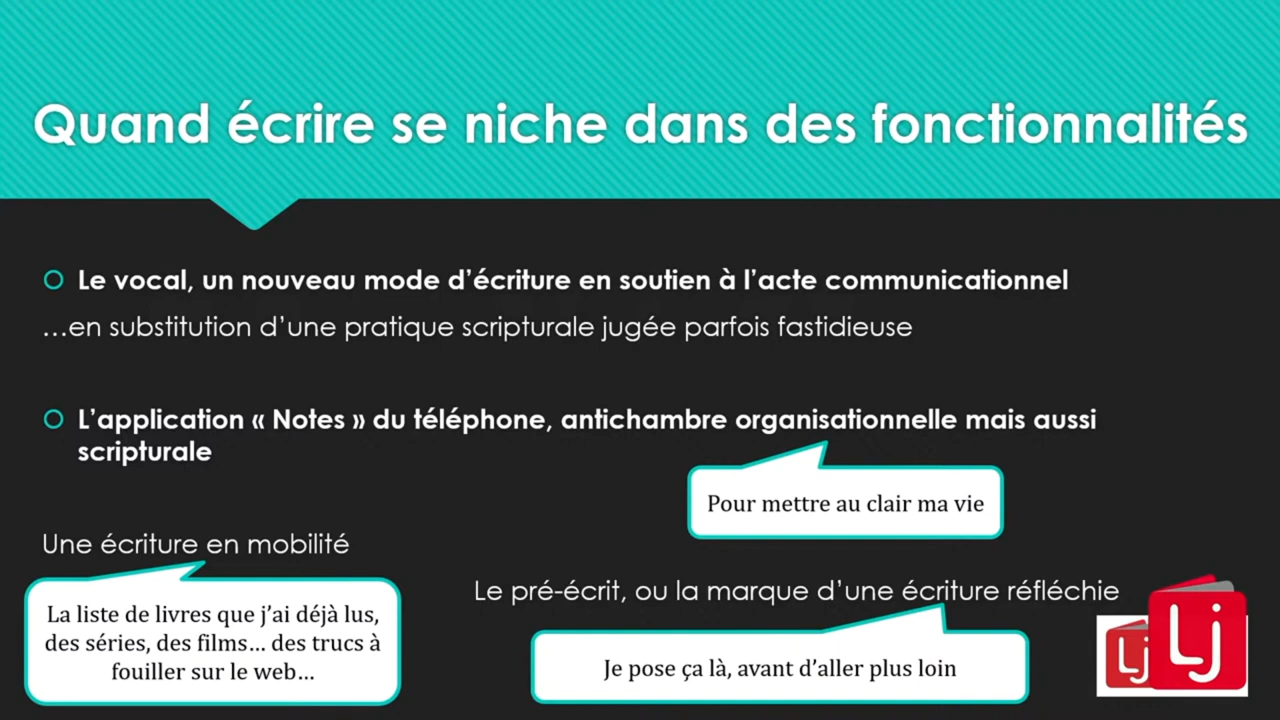 Quand écrire se niche dans des fonctionnalités
Le vocal, un nouveau mode d’écriture en soutien à l’acte communicationnel
…en substitution d’une pratique scripturale jugée parfois fastidieuse
L’application « Notes » du téléphone, antichambre organisationnelle mais aussi
scripturale
Pour mettre au clair ma vie
Une écriture en mobilité
La liste de livres que j’ai déjà lus,
des séries, des films… des trucs à
fouiller sur le web…
Le pré-écrit, ou la marque d’une écriture réfléchie
Je pose ça là, avant d’aller plus loin
Lj
Lj